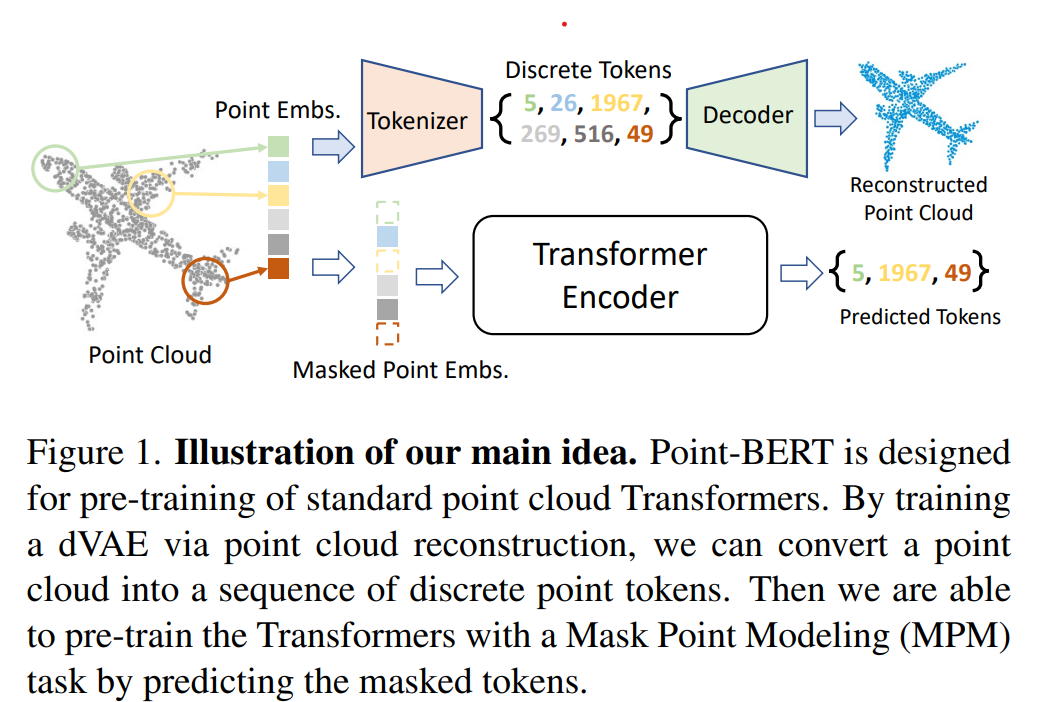 Discrete Tokens
Point Embs.
Tokenizer
{ 5, 26, 1967,
269, 516, 49 }
Decoder
Reconstructed
Point Cloud
Transformer
Encoder
{ 5, 1967, 49 }
Predicted Tokens
Point Cloud
Masked Point Embs.
Figure 1. Illustration of our main idea. Point-BERT is designed
for pre-training of standard point cloud Transformers. By training
a dVAE via point cloud reconstruction, we can convert a point
cloud into a sequence of discrete point tokens. Then we are able
to pre-train the Transformers with a Mask Point Modeling (MPM)
task by predicting the masked tokens.